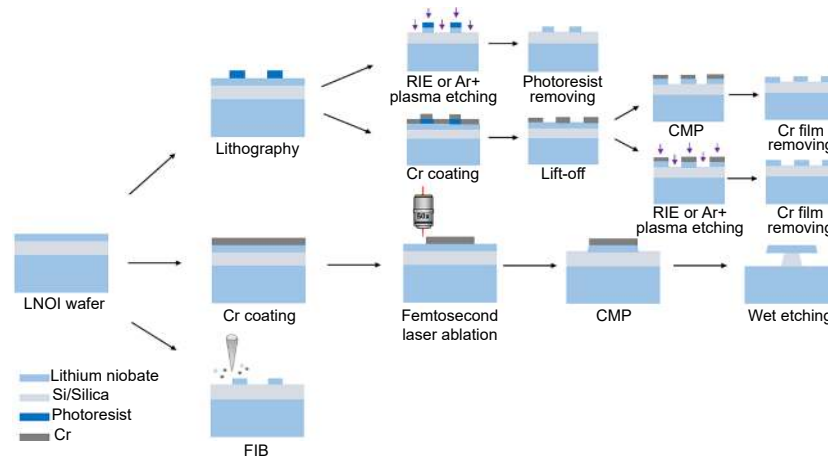 RIE or Ar+
plasma etching
Photoresist
removing
Lithography
Cr coating
Lift-off
CMP
Cr film
removing
RIE or Ar+
plasma etching
Cr film
removing
60x
LNOI wafer
Cr coating
Femtosecond
laser ablation
CMP
Wet etching
Lithium niobate
Si/Silica
Photoresist
Cr
FIB